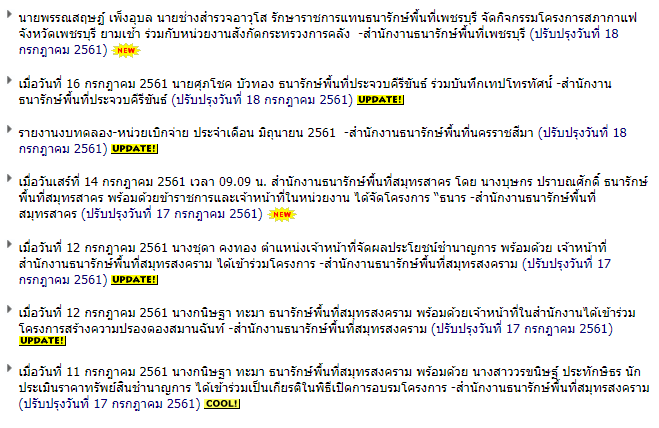 นายพรรณสฤษฎ์ เพ็งอุบล นายช่างสำรวจอาวุโส รักษาราชการแทนธนารักษ์พื้นที่เพชรบุรี จัดกิจกรรมโครงการสภากาแฟ
จังหวัดเพชรบุรี ยามเช้า ร่วมกับหน่วยงานสังกัดกระทรวงการคลัง -สำนักงานธนารักษ์พื้นที่เพชรบุรี (ปรับปรุงวันที่ 18
กรกฎาคม 2561) NEW
เมื่อวันที่ 16 กรกฎาคม 2561 นายศุภโชค บัวทอง ธนารักษ์พื้นที่ประจวบคีรีขันธ์ ร่วมบันทึกเทปโทรทัศน์ -สำนักงาน
ธนารักษ์พื้นที่ประจวบคีรีขันธ์ (ปรับปรุงวันที่ 18 กรกฎาคม 2561) UPDATE!
รายงานงบทดลอง-หน่วยเบิกจ่าย ประจำเดือน มิถุนายน 2561 -สำนักงานธนารักษ์พื้นที่นครราชสีมา (ปรับปรุงวันที่ 18
กรกฎาคม 2561) UPDATE!
เมื่อวันเสร์ที่ 14 กรกฎาคม 2561 เวลา 09.09 น. สำนักงานธนารักษ์พื้นที่สมุทรสาคร โดย นางบุษกร ปราบณศักดิ์ ธนารักษ์
พื้นที่สมุทรสาคร พร้อมด้วยข้าราชการและเจ้าหน้าที่ในหน่วยงาน ได้จัดโครงการ “ธนาร -สำนักงานธนารักษ์พื้นที่
สมุทรสาคร (ปรับปรุงวันที่ 17 กรกฎาคม 2561) NEW
เมื่อวันที่ 12 กรกฎาคม 2561 นางชุดา คงทอง ตำแหน่งเจ้าหน้าที่จัดผลประโยชน์ชำนาญการ พร้อมด้วย เจ้าหน้าที่
สำนักงานธนารักษ์พื้นที่สมุทรสงคราม ได้เข้าร่วมโครงการ -สำนักงานธนารักษ์พื้นที่สมุทรสงคราม (ปรับปรุงวันที่ 17
กรกฎาคม 2561) UPDATE!
เมื่อวันที่ 12 กรกฎาคม 2561 นางกนิษฐา ทะมา ธนารักษ์พื้นที่สมุทรสงคราม พร้อมด้วยเจ้าหน้าที่ในสำนักงานได้เข้าร่วม
โครงการสร้างความปรองดองสมานฉันท์ -สำนักงานธนารักษ์พื้นที่สมุทรสงคราม (ปรับปรุงวันที่ 17 กรกฎาคม 2561)
UPDATE!
เมื่อวันที่ 11 กรกฎาคม 2561 นางกนิษฐา ทะมา ธนารักษ์พื้นที่สมุทรสงคราม พร้อมด้วย นางสาววรขนิษฐ์ ประทักษิธร นัก
ประเมินราคาทรัพย์สินชำนาญการ ได้เข้าร่วมเป็นเกียรติในพิธีเปิดการอบรมโครงการ -สำนักงานธนารักษ์พื้นที่สมุทรสงคราม
(ปรับปรุงวันที่ 17 กรกฎาคม 2561) COOL!